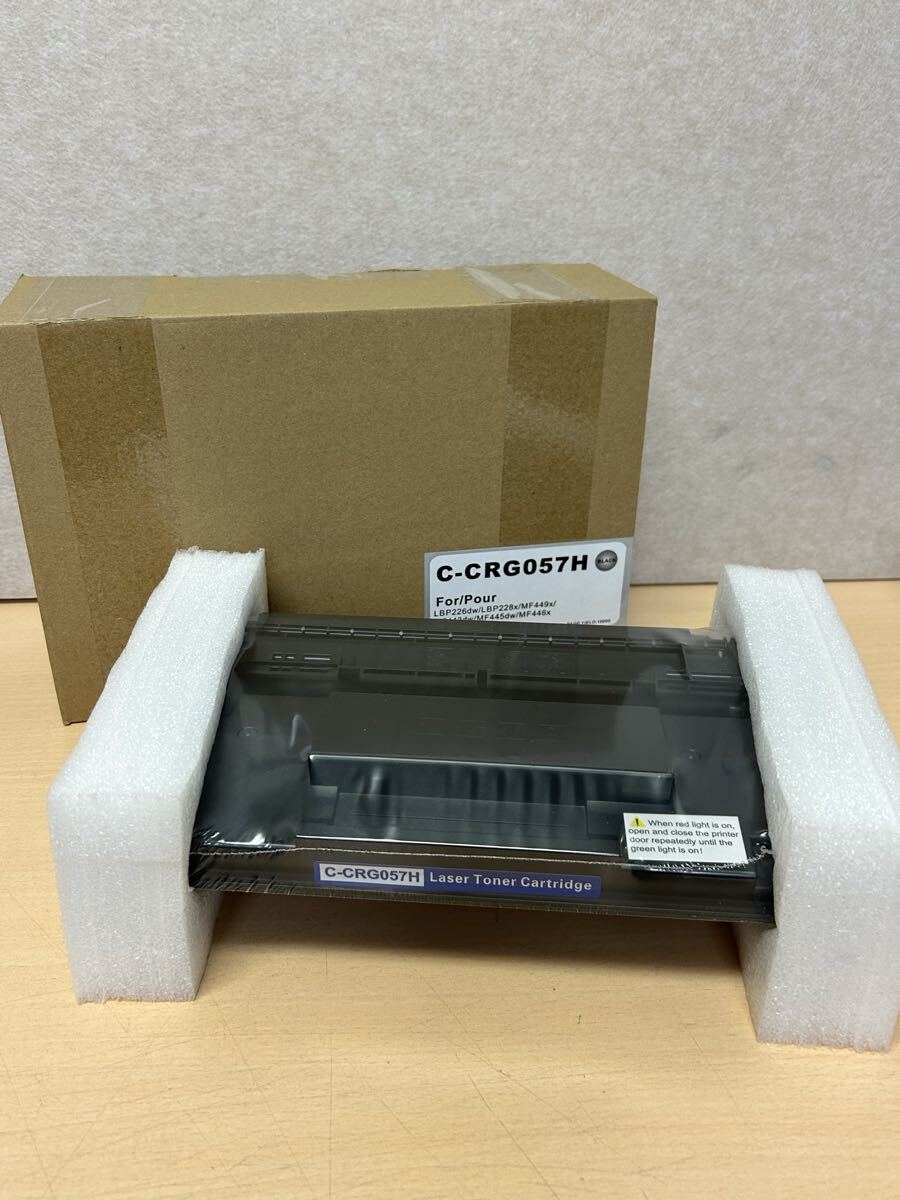 C-CRG057H BLACK
For/Pour
LBP226dw/LBP228x/MF449x/
MF445dw/MF446x
C-CRG057H Laser Toner Cartridge
When red light is on,
open and close the printer
door repeatedly until the
green light is on!